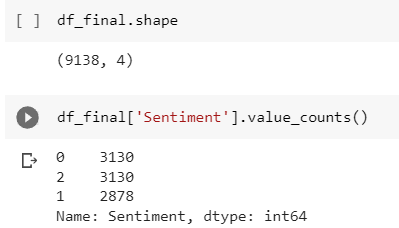 [ ] df_final.shape
(9138, 4)
df_final['Sentiment'].value_counts()
0    3130
2    3130
1    2878
Name: Sentiment, dtype: int64